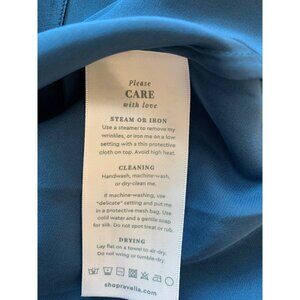 Please
CARE
with love
STEAM OR IRON
Use a steamer to remove my
wrinkles, or iron me on a low
setting with a thin protective
cloth on top. Avoid high heat.
CLEANING
Handwash, machine-wash,
or dry-clean me.
If machine-washing, use
"delicate" setting and put me
in a protective mesh bag. Use
cold water and a gentle soap
for silk. Do not spot treat or rub.
DRYING
Lay flat on a towel to air-dry.
Do not wring or tumble-dry.
shopravella.com